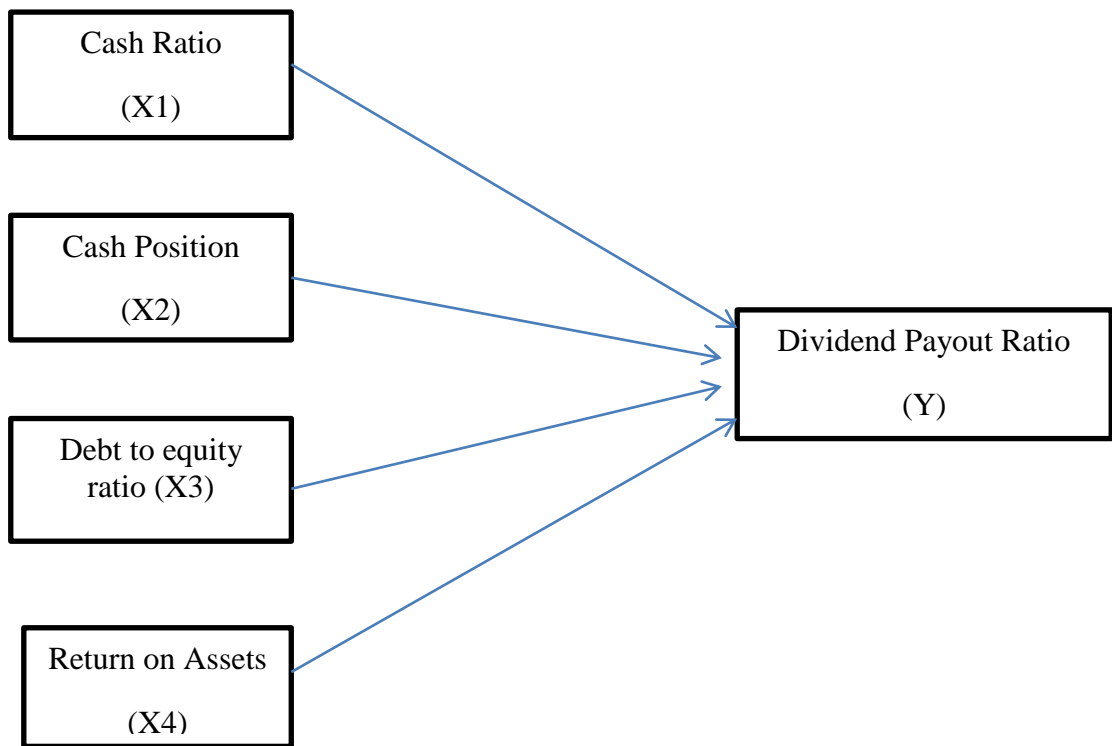 Cash Ratio
(X1)
Cash Position
(X2)
Debt to equity
ratio (X3)
Return on Assets
(X4)
Dividend Payout Ratio
(Y)